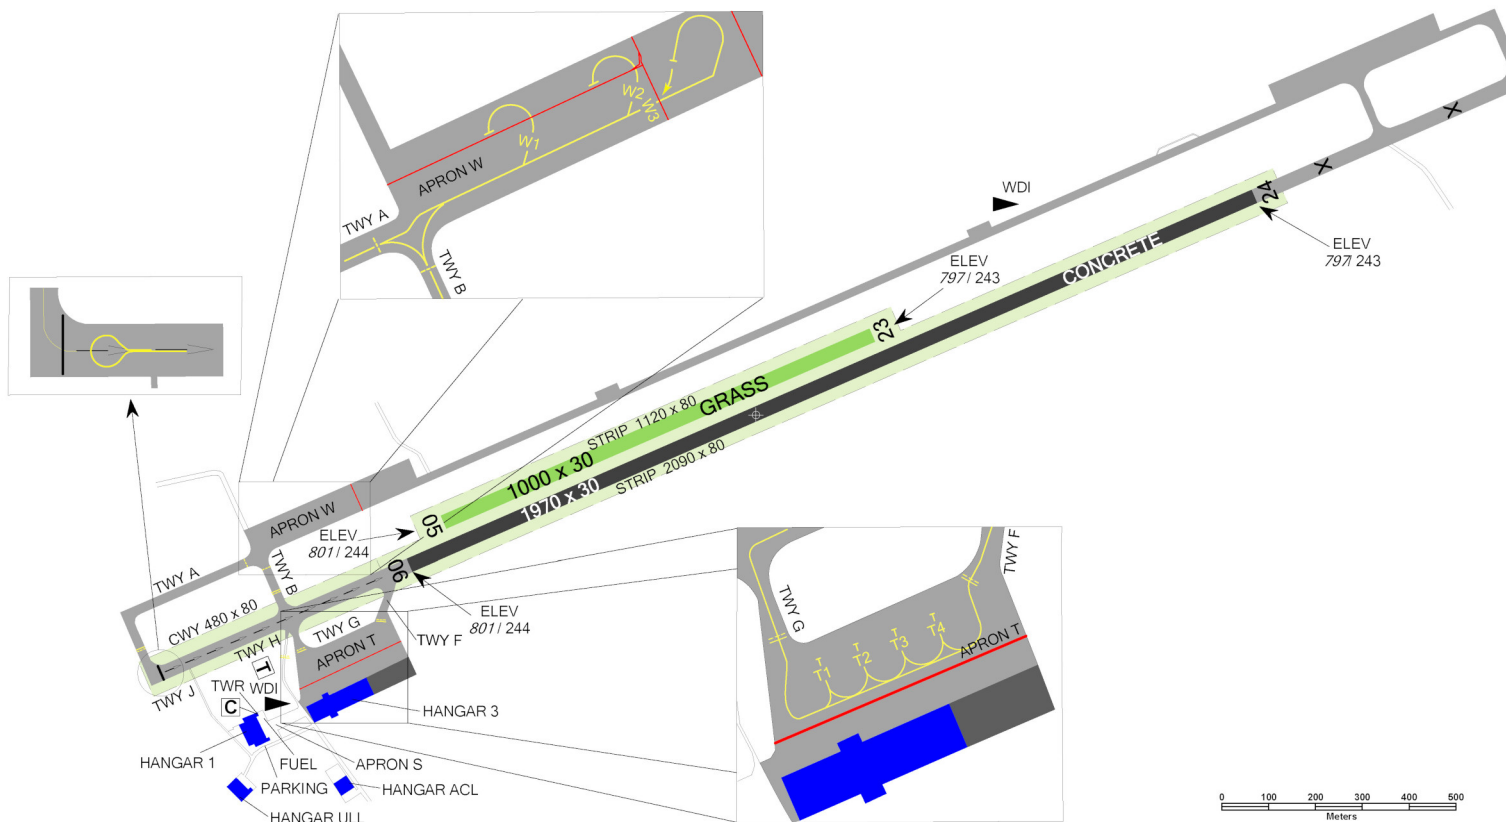 W2
W3
W1
APRON W
TWY A
TWY B
X
X
WDI
24
ELEV
797/ 243
CONCRETE
ELEV
797/ 243
23
GRASS
STRIP 1120 x 80
1000 x 30
1970 x 30
STRIP 2090 x 80
05
06
ELEV
801/ 244
ELEV
801/ 244
APRON W
TWY A
TWY B
CWY 480 x 80
TWY H
TWY G
TWY F
APRON T
TWY J
T
TWR
WDI
C
HANGAR 3
HANGAR 1
FUEL
APRON S
PARKING
HANGAR ACL
HANGAR ULL
TWY F
TWY G
T
T1
T
T2
T
T3
T
T4
APRON T
0 100 200 300 400 500
Meters